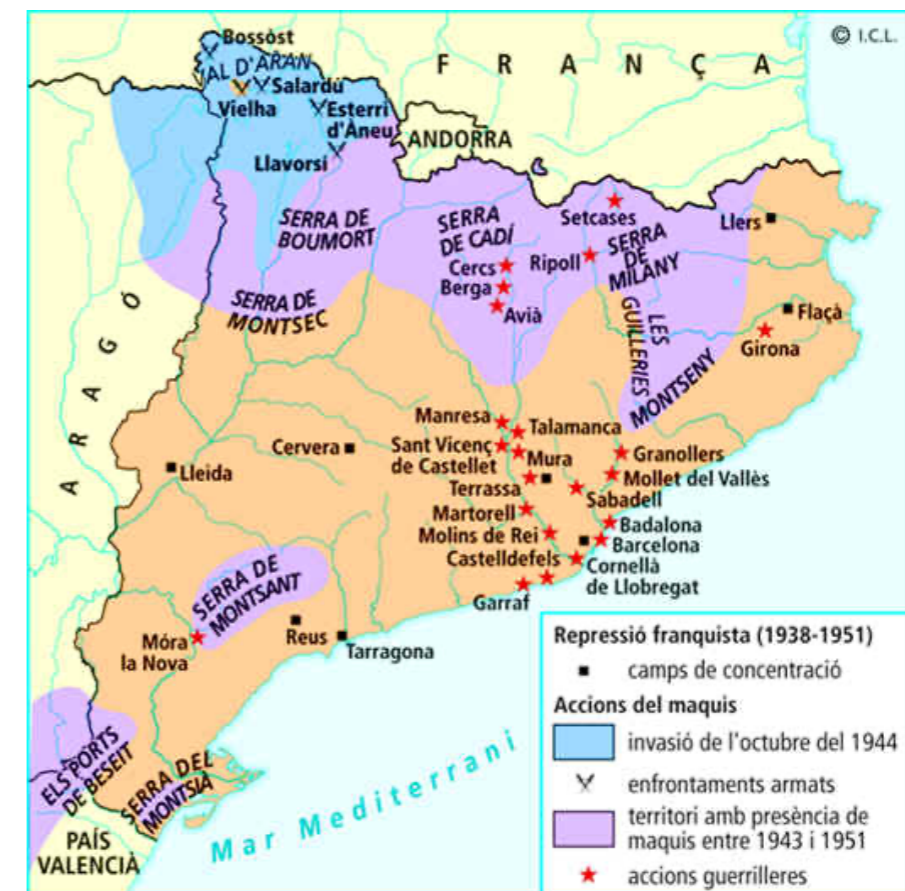 © I.C.L.
FRANÇA
Bossòst
VAL D'ARAN
Salardú
Vielha
Esterri
d'Àneu
Llavorsí
ANDORRA
SERRA DE
BOUMORT
SERRA
DE CADÍ
Setcases
Llers
Ripoll
SERRA
DE
MILANY
Cercs
Berga
Avià
SERRA DE
MONTSEC
LES
GUILLERIES
Flaçà
Girona
MONTSENY
ARAGÓ
Manresa
Talamanca
Cervera
Sant Vicenç
de Castellet
Mura
Granollers
Lleida
Terrassa
Mollet del Vallès
Sabadell
Martorell
Badalona
Molins de Rei
Barcelona
Castelldefels
Cornellà
de Llobregat
Garraf
SERRA DE
MONTSANT
Móra
la Nova
Reus
Tarragona
ELS PORTS
DE BESEIT
SERRA DEL
MONTSIÀ
PAÍS
VALENCIÀ
Mar Mediterrani
Repressió franquista (1938-1951)
camps de concentració
Accions del maquis
invasió de l'octubre del 1944
enfrontaments armats
territori amb presència de
maquis entre 1943 i 1951
accions guerrilleres